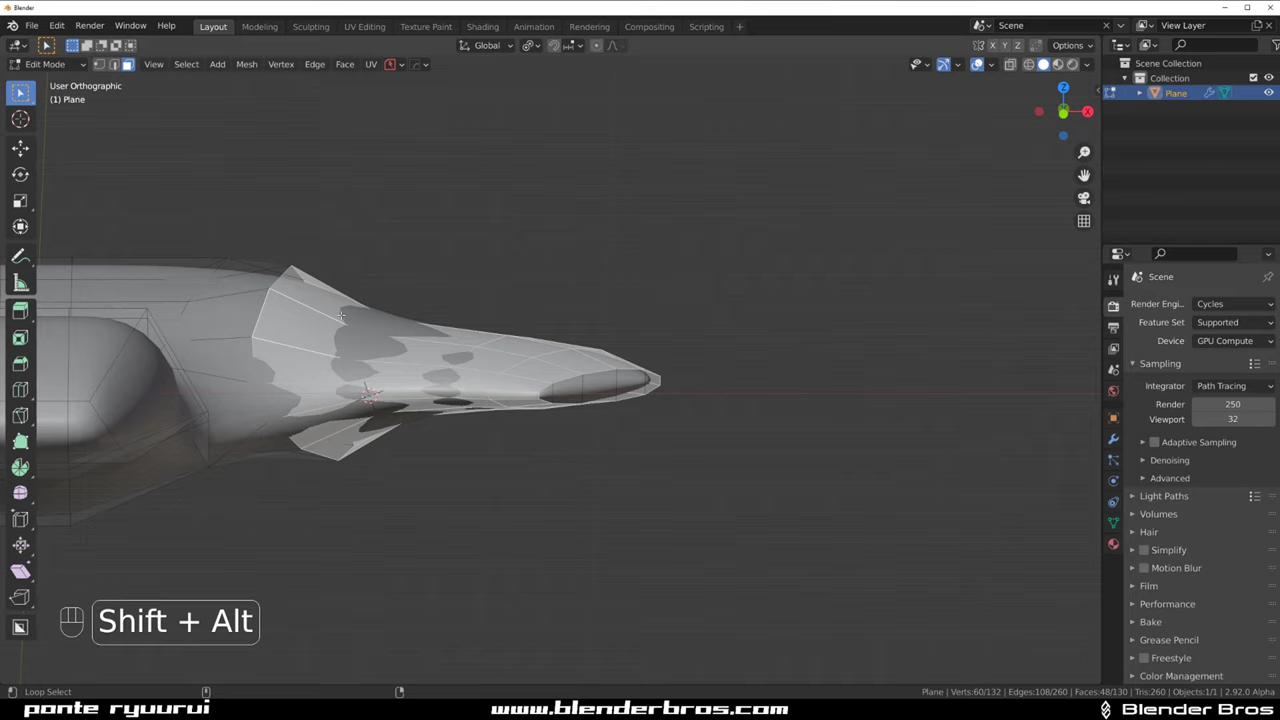 Blender
File Edit Render Window Help Layout Modeling Sculpting UV Editing Texture Paint Shading Animation Rendering Compositing Scripting + Scene View Layer
Global X Y Z Options
Edit Mode View Select Add Mesh Vertex Edge Face UV
User Orthographic
(1) Plane
Z
X
Scene Collection
Collection
Plane
Scene
Render Engi.. Cycles
Feature Set Supported
Device GPU Compute
Sampling
Integrator Path Tracing
Render 250
Viewport 32
Adaptive Sampling
Denoising
Advanced
Light Paths
Volumes
Hair
Simplify
Motion Blur
Film
Performance
Bake
Grease Pencil
Freestyle
Color Management
Shift + Alt
Loop Select
Plane | Verts:60/132 | Edges:108/260 | Faces:48/130 | Tris:260 | Objects:1/1 | 2.92.0 Alpha
ponte ryuurui www.blenderbros.com Blender Bros